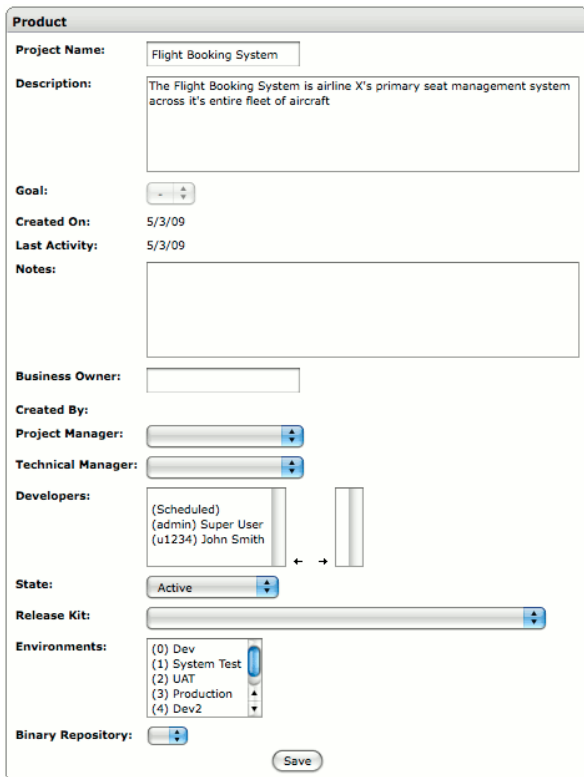 Product
Project Name: Flight Booking System
Description: The Flight Booking System is airline X's primary seat management system
across it's entire fleet of aircraft
Goal: -
Created On: 5/3/09
Last Activity: 5/3/09
Notes:
Business Owner:
Created By:
Project Manager:
Technical Manager:
Developers:
(Scheduled)
(admin) Super User
(u1234) John Smith
← →
State: Active
Release Kit:
Environments:
(0) Dev
(1) System Test
(2) UAT
(3) Production
(4) Dev2
Binary Repository:
Save